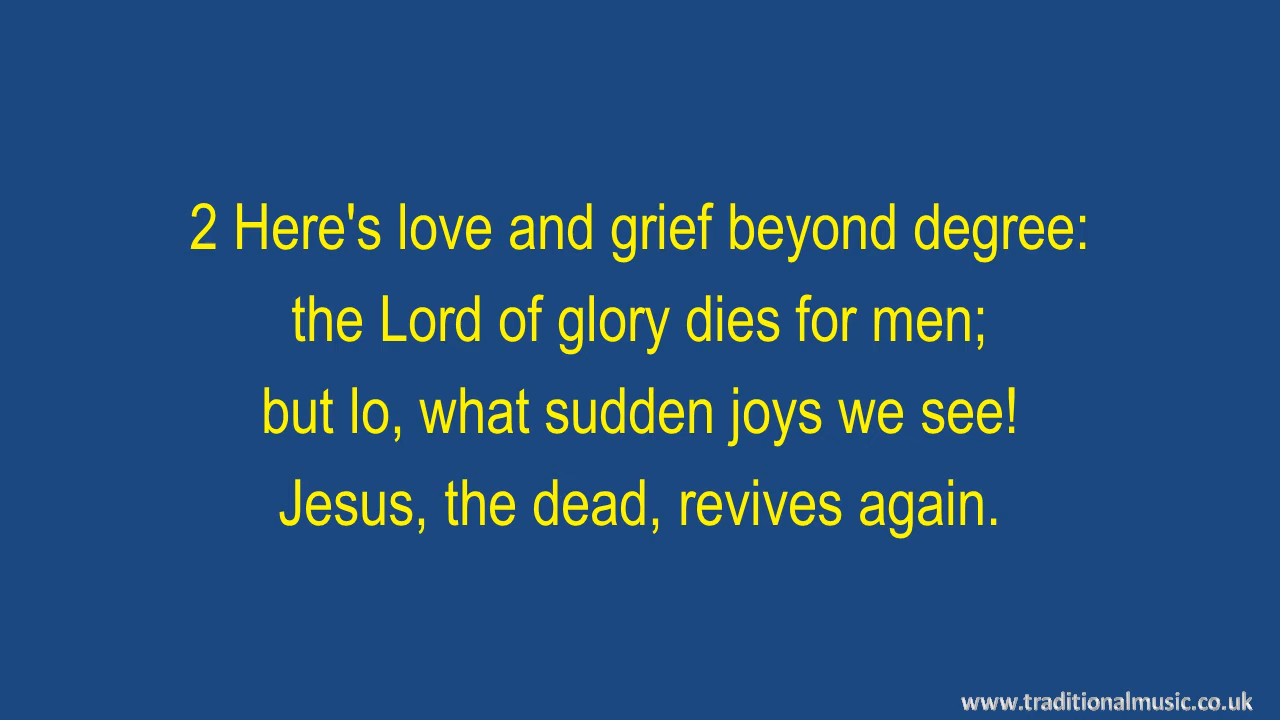 2 Here's love and grief beyond degree:
the Lord of glory dies for men;
but lo, what sudden joys we see!
Jesus, the dead, revives again.
www.traditionalmusic.co.uk